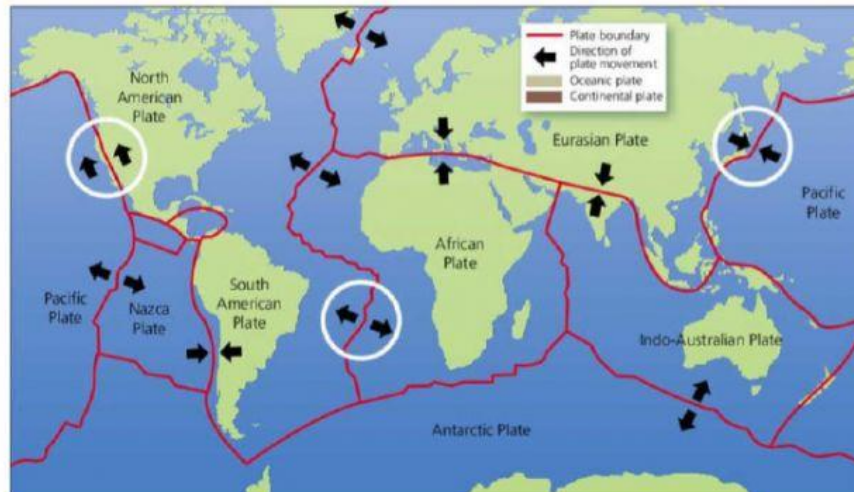 Plate boundary
Direction of
plate movement
Oceanic plate
Continental plate
North
American
Plate
Eurasian Plate
Pacific
Plate
African
Plate
South
American
Plate
Pacific
Plate
Nazca
Plate
Indo-Australian Plate
Antarctic Plate